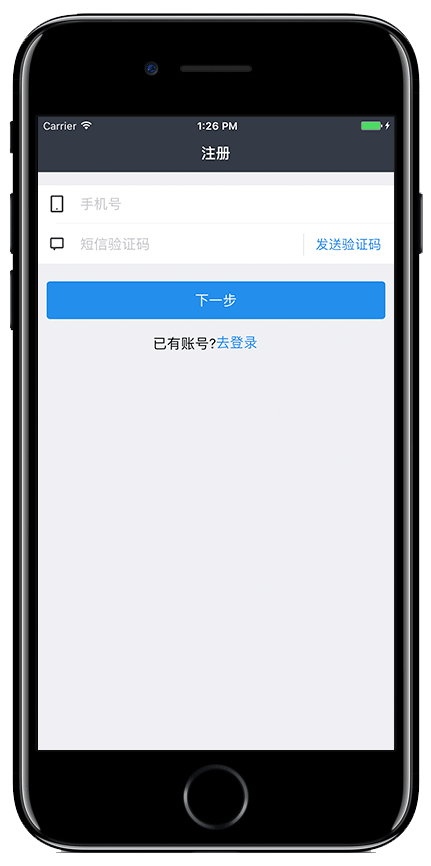 Carrier 1:26 PM
注册
手机号
短信验证码 发送验证码
下一步
已有账号?去登录